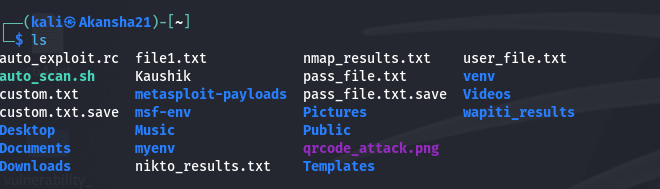 (kali㉿Akansha21)-[~]
$ ls
auto_exploit.rc file1.txt nmap_results.txt user_file.txt
auto_scan.sh Kaushik pass_file.txt venv
custom.txt metasploit-payloads pass_file.txt.save Videos
custom.txt.save msf-env Pictures wapiti_results
Desktop Music Public
Documents myenv qrcode_attack.png
Downloads nikto_results.txt Templates
vulnerability